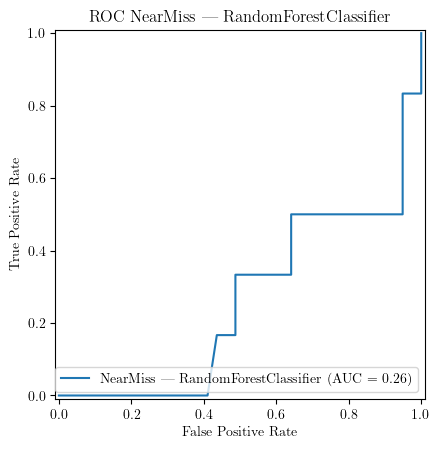 ROC NearMiss — RandomForestClassifier
1.0
0.8
0.6
0.4
0.2
0.0
True Positive Rate
NearMiss — RandomForestClassifier (AUC = 0.26)
0.0 0.2 0.4 0.6 0.8 1.0
False Positive Rate